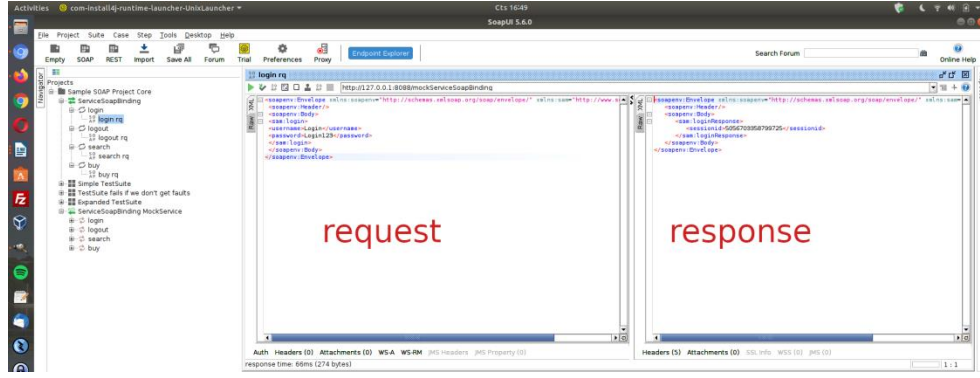 Activities com-install4j-runtime-launcher-UnixLauncher Cts 16:49
SoapUI 5.6.0
File Project Suite Case Step Tools Desktop Help
Empty SOAP REST Import Save All Forum Trial Preferences Proxy Endpoint Explorer Search Forum Online Help
Navigator
Projects
Sample SOAP Project Core
ServiceSoapBinding
login
login rq
logout
logout rq
search
search rq
buy
buy rq
Simple TestSuite
TestSuite fails if we don't get faults
Expanded TestSuite
ServiceSoapBinding MockService
login
logout
search
buy
login rq
http://127.0.0.1:8088/mockServiceSoapBinding
XML
Raw
<soapenv:Envelope xmlns:soapenv="http://schemas.xmlsoap.org/soap/envelope/" xmlns:sam="http://www.s
<soapenv:Header/>
<soapenv:Body>
<sam:login>
<username>Login</username>
<password>Login123</password>
</sam:login>
</soapenv:Body>
</soapenv:Envelope>
request
Auth Headers (0) Attachments (0) WS-A WS-RM JMS Headers JMS Property (0)
XML
Raw
<soapenv:Envelope xmlns:soapenv="http://schemas.xmlsoap.org/soap/envelope/" xmlns:sam=
<soapenv:Header/>
<soapenv:Body>
<sam:loginResponse>
</sam:loginResponse>
</soapenv:Body>
</soapenv:Envelope>
response
Headers (5) Attachments (0) SSL Info WSS (0) JMS (0)
response time: 66ms (274 bytes)
1 : 1